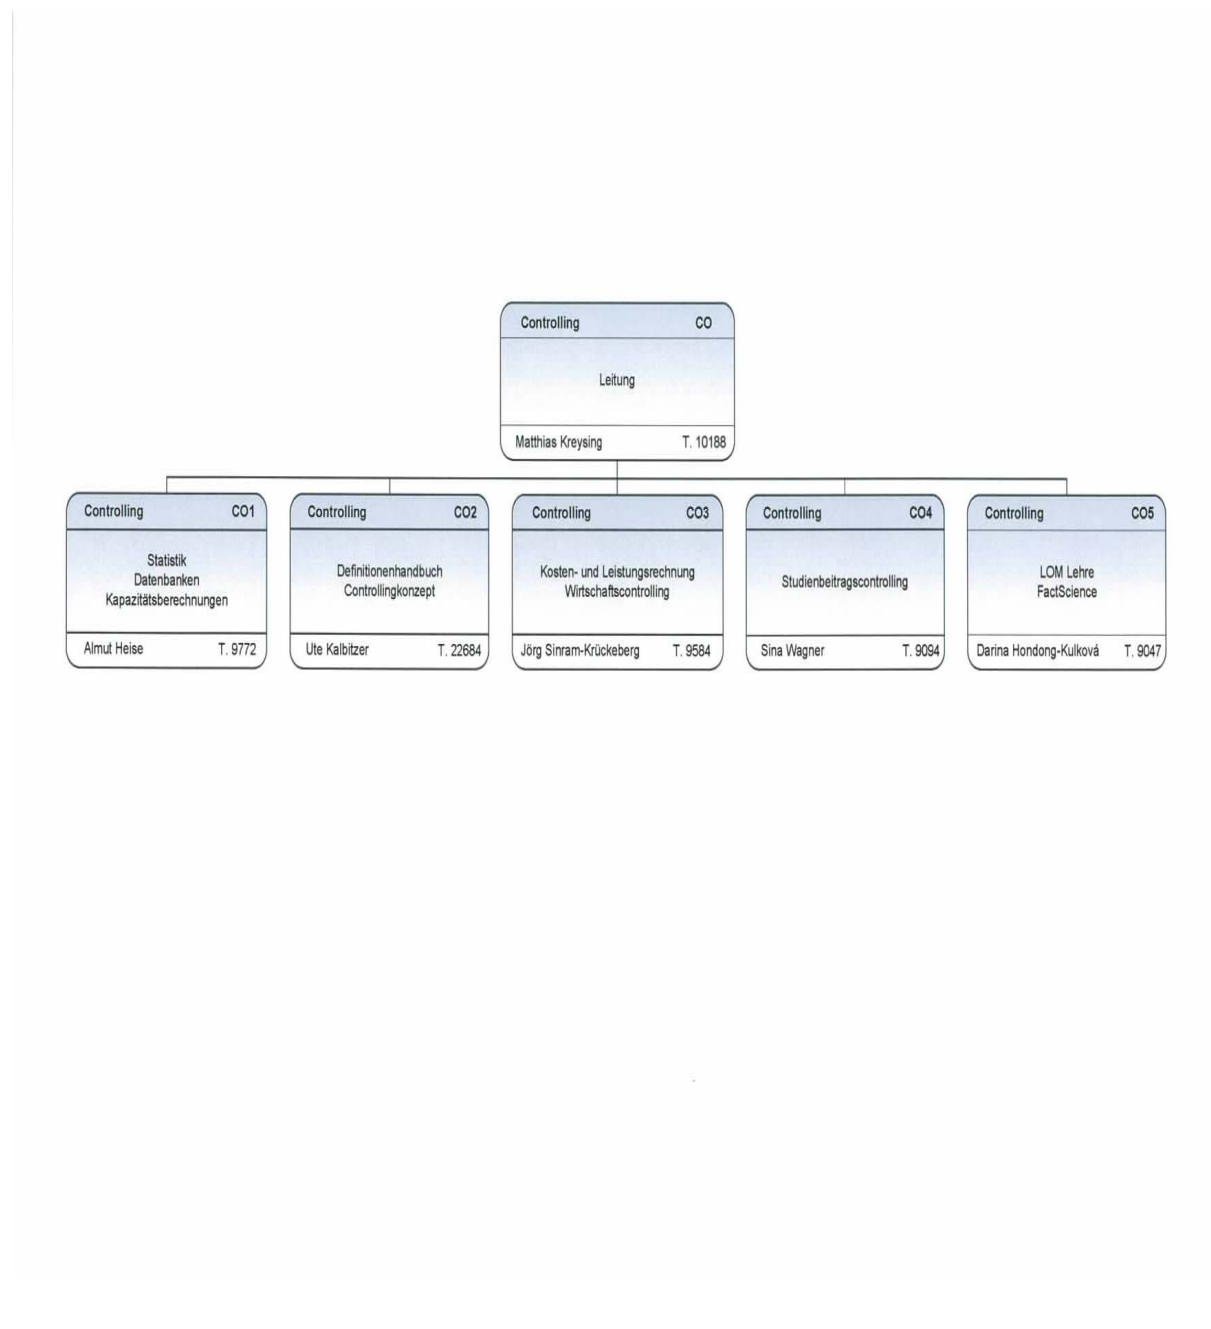 Controlling CO
Leitung
Matthias Kreysing T. 10188
Controlling CO1
Statistik
Datenbanken
Kapazitätsberechnungen
Almut Heise T. 9772
Controlling CO2
Definitionenhandbuch
Controllingkonzept
Ute Kalbitzer T. 22684
Controlling CO3
Kosten- und Leistungsrechnung
Wirtschaftscontrolling
Jörg Sinram-Krückeberg T. 9584
Controlling CO4
Studienbeitragscontrolling
Sina Wagner T. 9094
Controlling CO5
LOM Lehre
FactScience
Darina Hondong-Kulková T. 9047